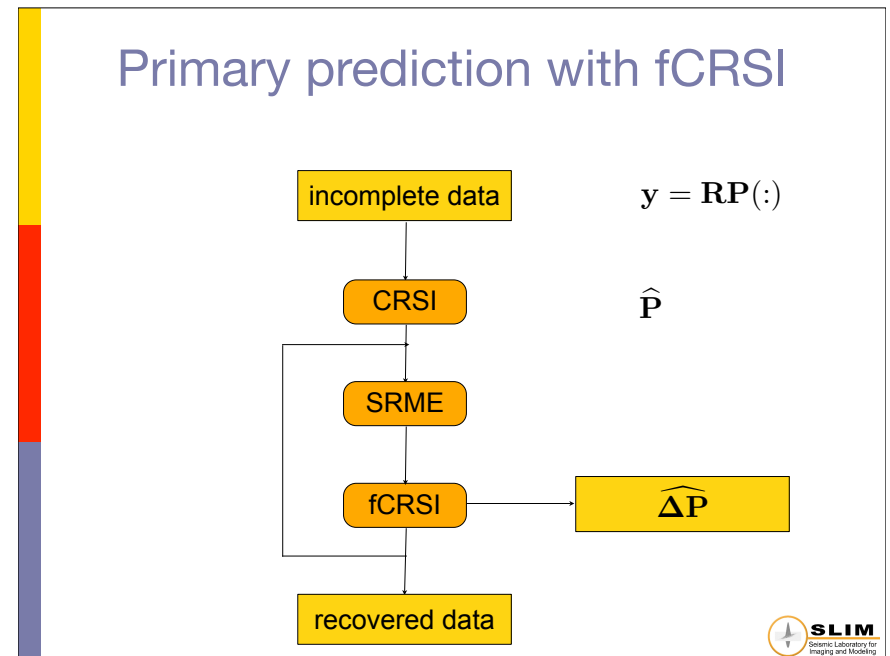 Primary prediction with fCRSI
incomplete data
y = RP(:)
CRSI
P̂
SRME
fCRSI
\widehat{ΔP}
recovered data
SLIM
Seismic Laboratory for
Imaging and Modeling